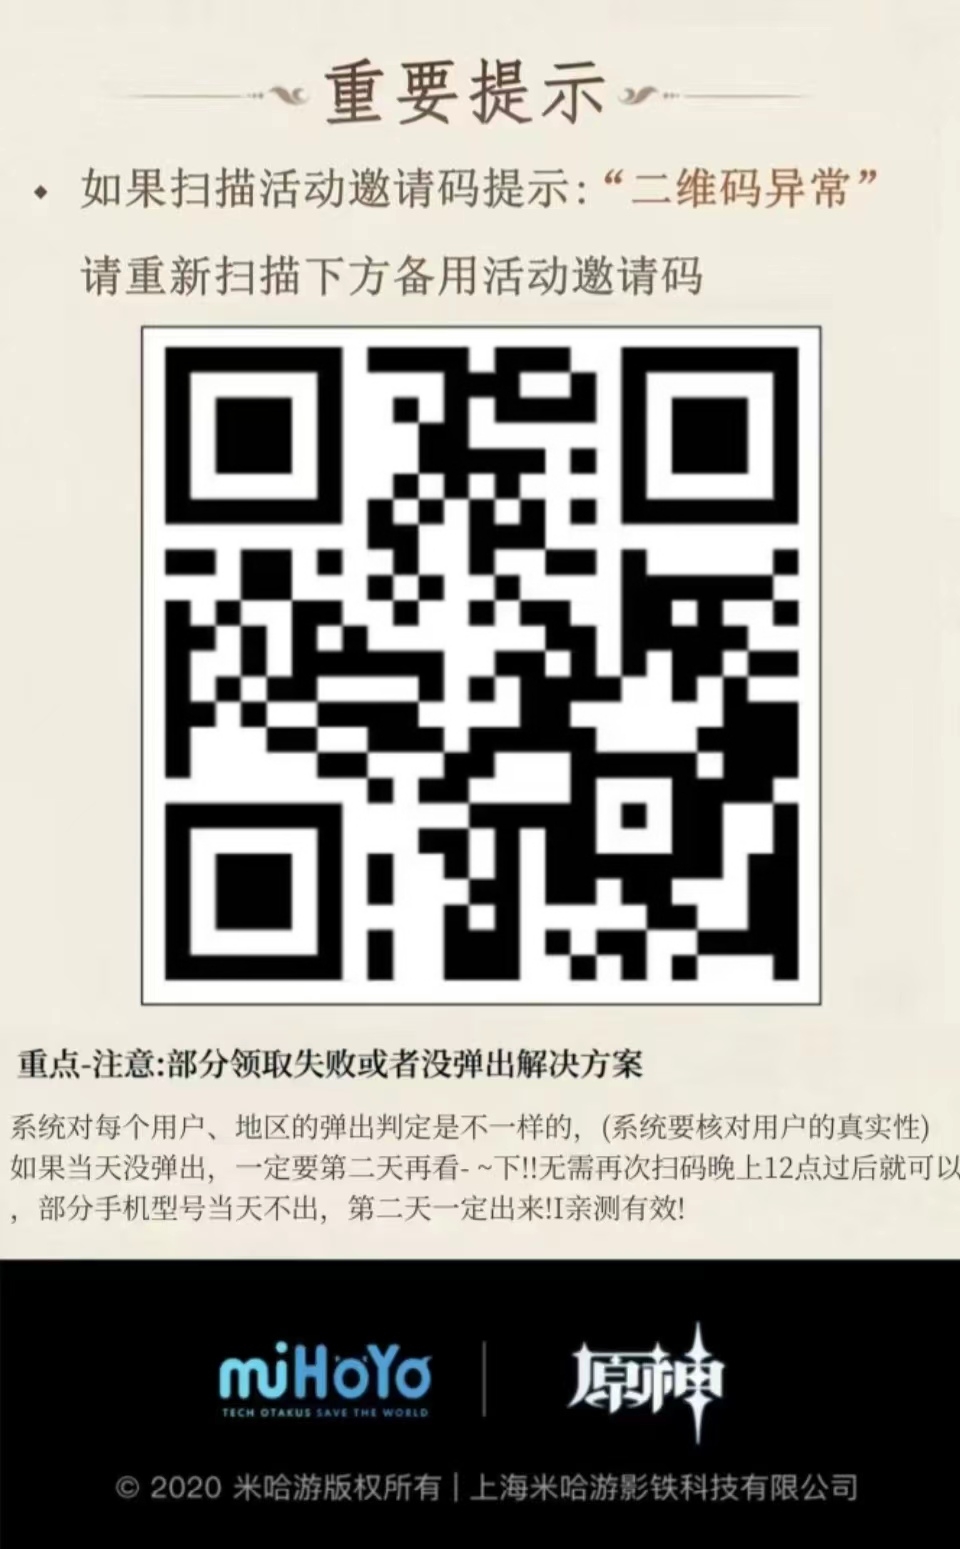 重要提示
如果扫描活动邀请码提示:“二维码异常”
请重新扫描下方备用活动邀请码
重点-注意:部分领取失败或者没弹出解决方案
系统对每个用户、地区的弹出判定是不一样的，(系统要核对用户的真实性)
如果当天没弹出，一定要第二天再看- ~下!!无需再次扫码晚上12点过后就可以
，部分手机型号当天不出，第二天一定出来!I亲测有效!
miHoYo
TECH OTAKUS SAVE THE WORLD
原神
© 2020 米哈游版权所有 | 上海米哈游影铁科技有限公司